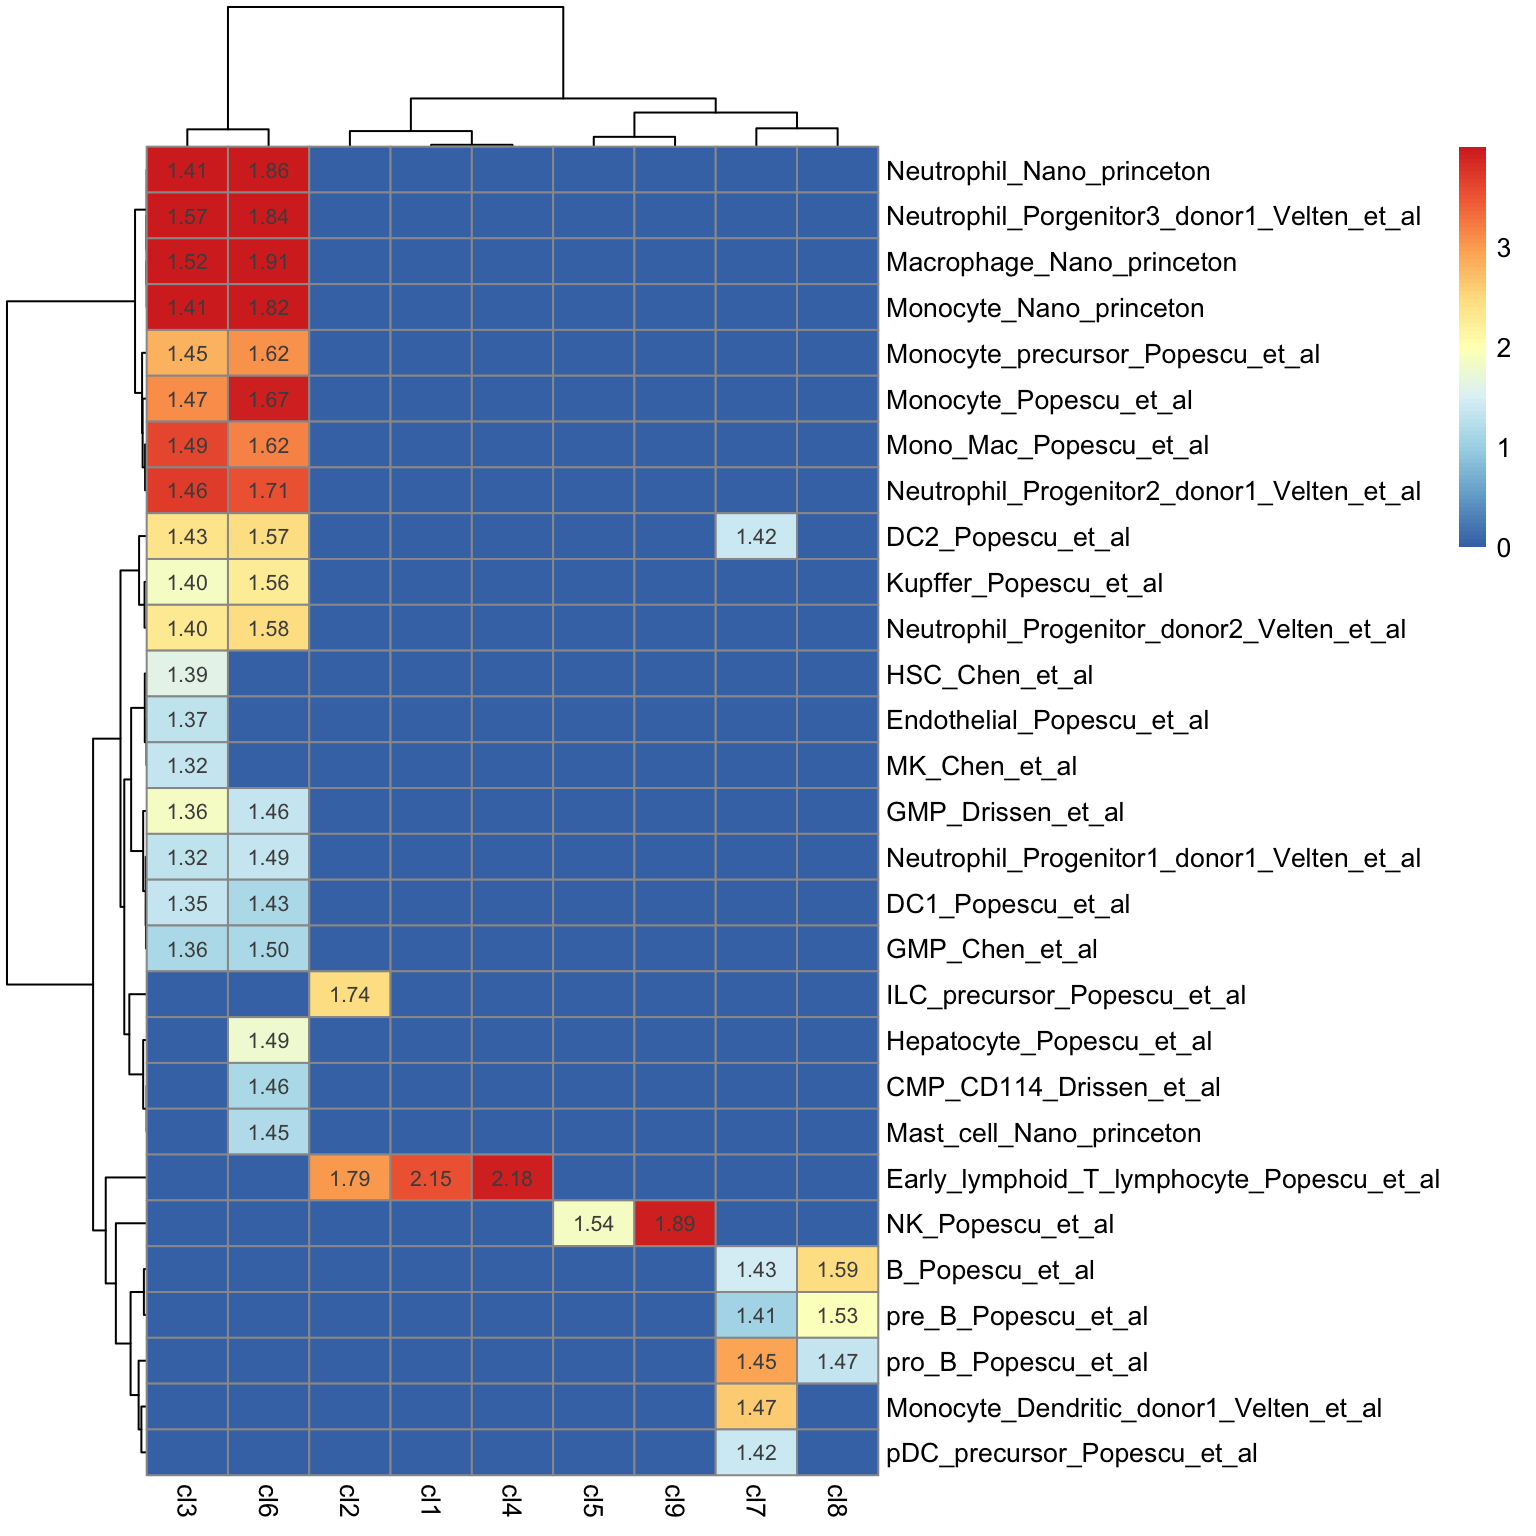 1.41 1.86 Neutrophil_Nano_princeton
1.57 1.84 Neutrophil_Porgenitor3_donor1_Velten_et_al
1.52 1.91 Macrophage_Nano_princeton
1.41 1.82 Monocyte_Nano_princeton
1.45 1.62 Monocyte_precursor_Popescu_et_al
1.47 1.67 Monocyte_Popescu_et_al
1.49 1.62 Mono_Mac_Popescu_et_al
1.46 1.71 Neutrophil_Progenitor2_donor1_Velten_et_al
1.43 1.57 1.42 DC2_Popescu_et_al
1.40 1.56 Kupffer_Popescu_et_al
1.40 1.58 Neutrophil_Progenitor_donor2_Velten_et_al
1.39 HSC_Chen_et_al
1.37 Endothelial_Popescu_et_al
1.32 MK_Chen_et_al
1.36 1.46 GMP_Drissen_et_al
1.32 1.49 Neutrophil_Progenitor1_donor1_Velten_et_al
1.35 1.43 DC1_Popescu_et_al
1.36 1.50 GMP_Chen_et_al
1.74 ILC_precursor_Popescu_et_al
1.49 Hepatocyte_Popescu_et_al
1.46 CMP_CD114_Drissen_et_al
1.45 Mast_cell_Nano_princeton
1.79 2.15 2.18 Early_lymphoid_T_lymphocyte_Popescu_et_al
1.54 1.89 NK_Popescu_et_al
1.43 1.59 B_Popescu_et_al
1.41 1.53 pre_B_Popescu_et_al
1.45 1.47 pro_B_Popescu_et_al
1.47 Monocyte_Dendritic_donor1_Velten_et_al
1.42 pDC_precursor_Popescu_et_al
cl3 cl6 cl2 cl1 cl4 cl5 cl9 cl7 cl8
3
2
1
0